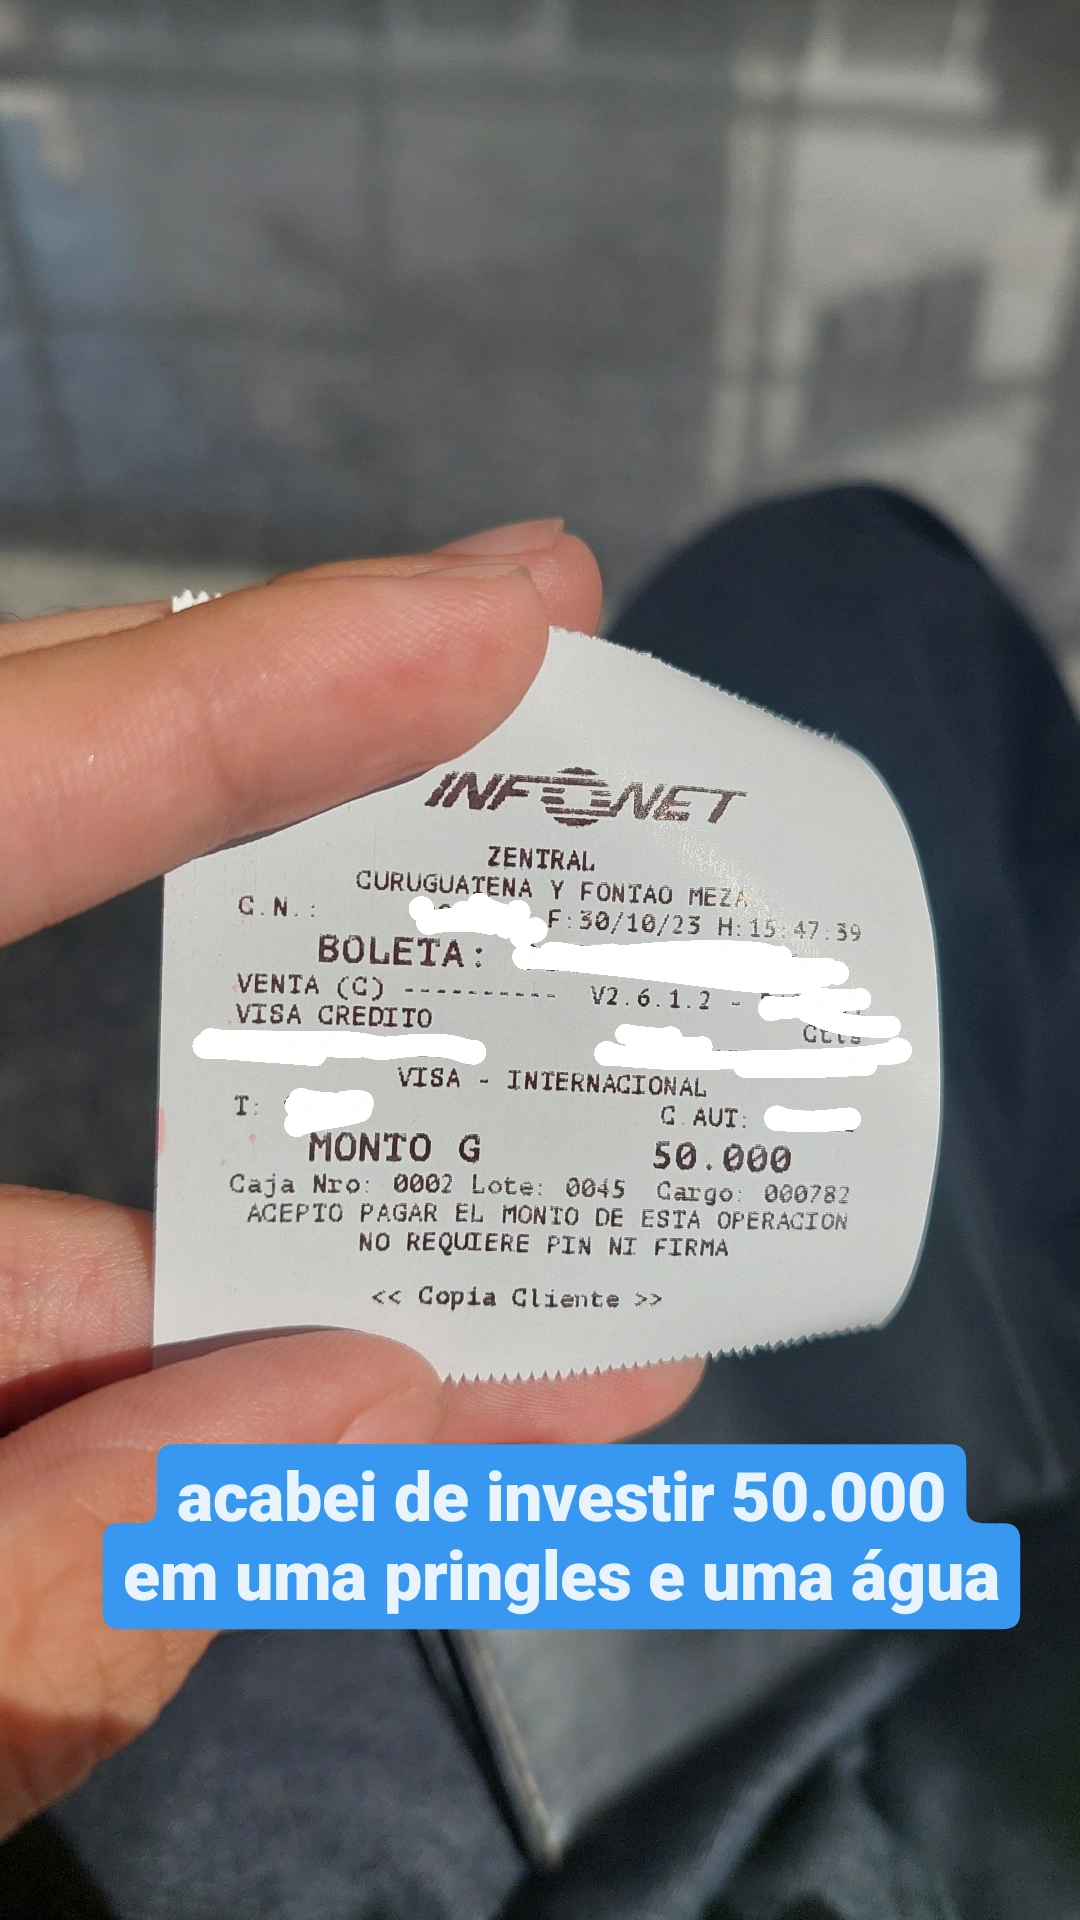 INFONET
ZENTRAL
CURUGUATENA Y FONTAO MEZA
C.N.: F:30/10/23 H:15:47:39
BOLETA:
VENTA (C) ---------- V2.6.1.2 -
VISA CREDITO
VISA - INTERNACIONAL
T: C.AUT:
MONTO G 50.000
Caja Nro: 0002 Lote: 0045 Cargo: 000782
ACEPTO PAGAR EL MONTO DE ESTA OPERACION
NO REQUIERE PIN NI FIRMA
<< Copia Cliente >>
acabei de investir 50.000
em uma pringles e uma água